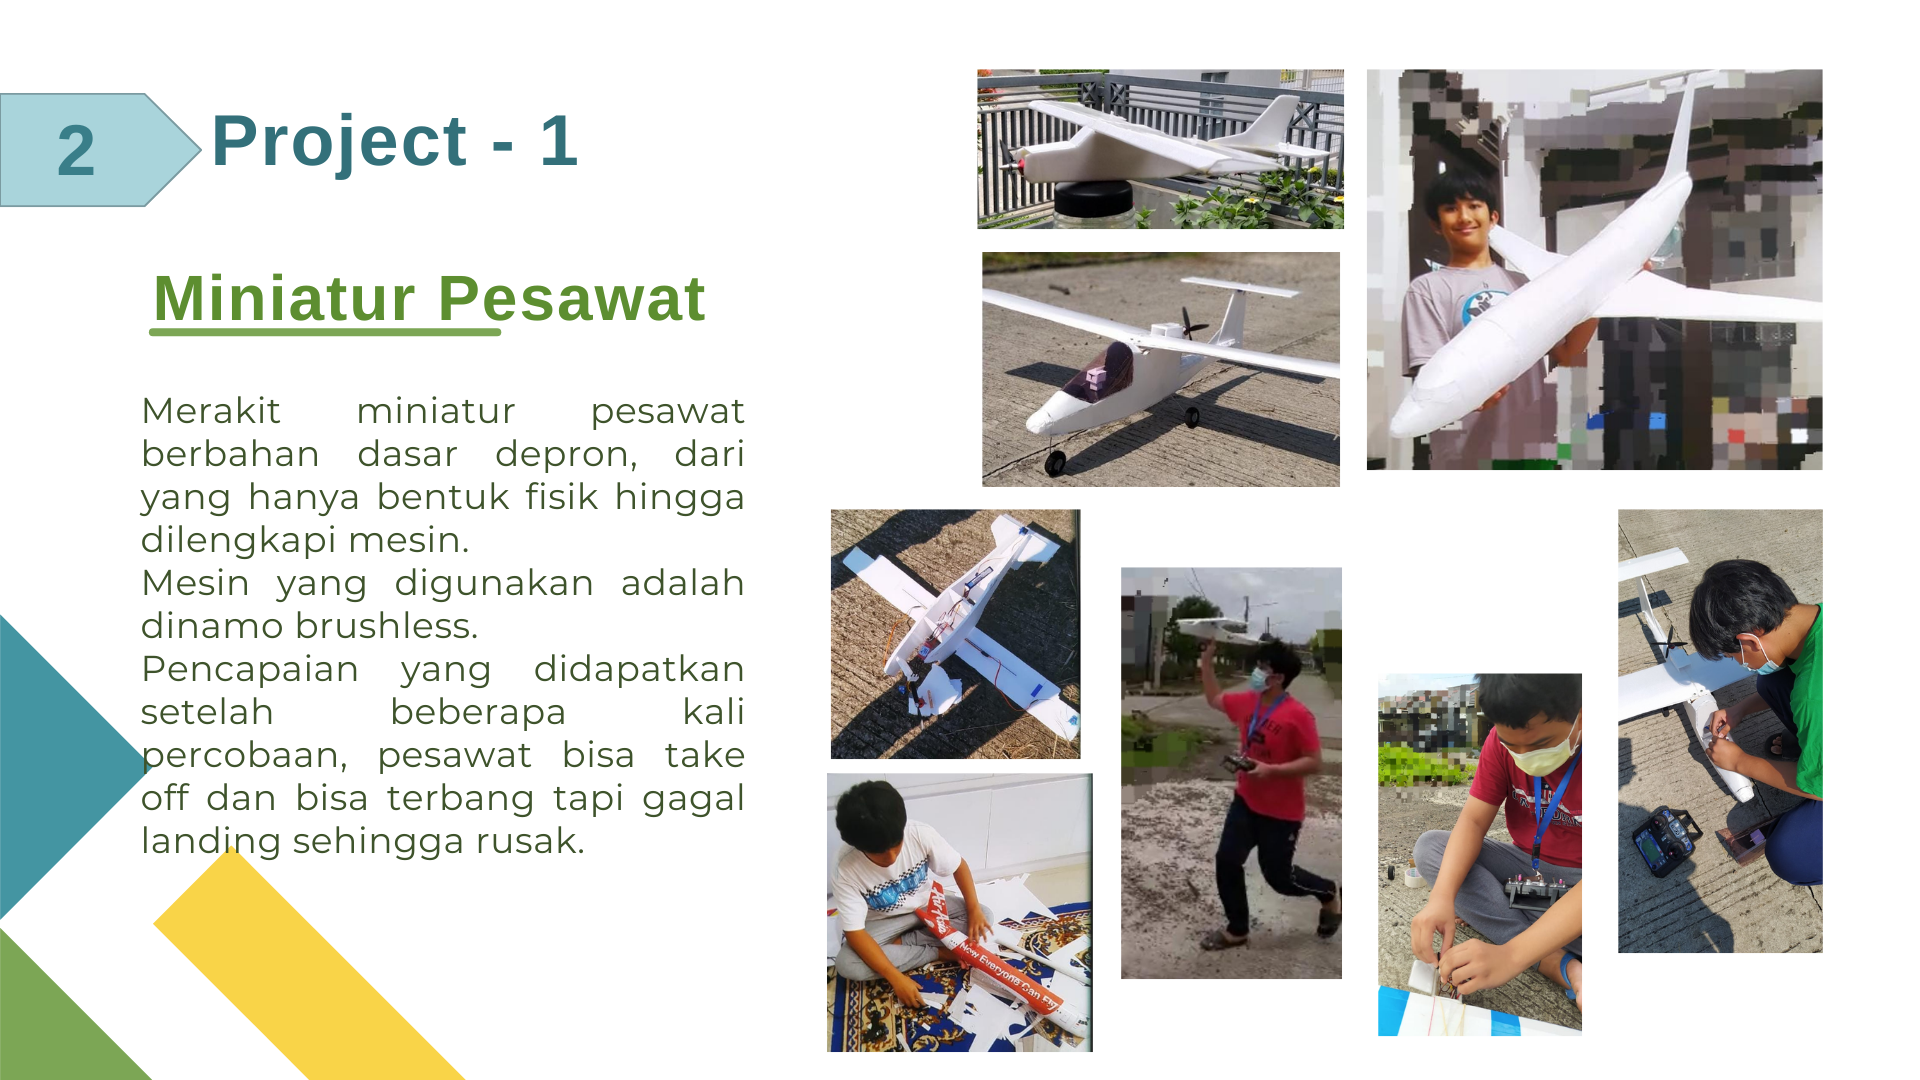 2
Project - 1
Miniatur Pesawat
Merakit miniatur pesawat
berbahan dasar depron, dari
yang hanya bentuk fisik hingga
dilengkapi mesin.
Mesin yang digunakan adalah
dinamo brushless.
Pencapaian yang didapatkan
setelah beberapa kali
percobaan, pesawat bisa take
off dan bisa terbang tapi gagal
landing sehingga rusak.
AirAsia
Now Everyone Can Fly